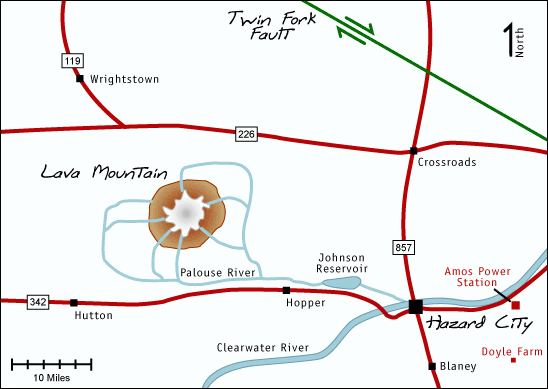 Twin Fork
Fault
North
119
Wrightstown
226
Crossroads
Lava Mountain
857
Johnson
Reservoir
Palouse River
Amos Power
Station
342
Hutton
Hopper
Hazard City
Clearwater River
Doyle Farm
Blaney
10 Miles